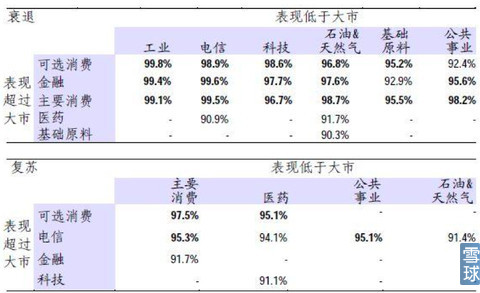 衰退 表现低于大市
工业 电信 科技 石油&天然气 基础原料 公共事业
表现超过大市
可选消费 99.8% 98.9% 98.6% 96.8% 95.2% 92.4%
金融 99.4% 99.6% 97.7% 97.6% 92.9% 95.6%
主要消费 99.1% 99.5% 96.7% 98.7% 95.5% 98.2%
医药 - 90.9% - 91.7% - -
基础原料 - - - 90.3% - -
复苏 表现低于大市
主要消费 医药 公共事业 石油&天然气
表现超过大市
可选消费 97.5% 95.1% - -
电信 95.3% 94.1% 95.1% 91.4%
金融 91.7% - - -
科技 - 91.1% - -
雪球